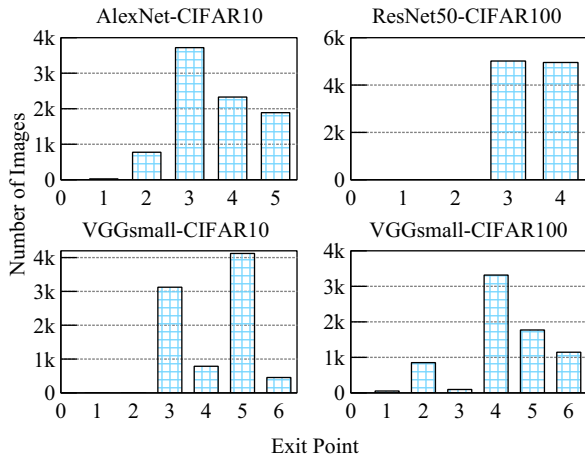 AlexNet-CIFAR10
4k
3k
2k
1k
0
0 1 2 3 4 5
ResNet50-CIFAR100
6k
4k
2k
0
0 1 2 3 4
VGGsmall-CIFAR10
4k
3k
2k
1k
0
0 1 2 3 4 5 6
VGGsmall-CIFAR100
4k
3k
2k
1k
0
0 1 2 3 4 5 6
Number of Images
Exit Point